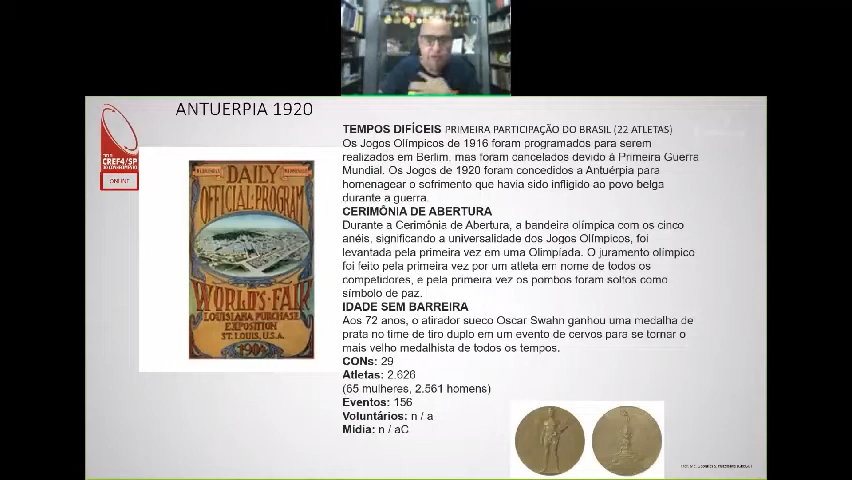 ANTUERPIA 1920
CREF4/SP
DO CONHECIMENTO
ONLINE
DAILY
OFFICIAL PROGRAM
WORLD'S FAIR
LOUISIANA PURCHASE
EXPOSITION
ST. LOUIS, U.S.A.
1904
TEMPOS DIFÍCEIS PRIMEIRA PARTICIPAÇÃO DO BRASIL (22 ATLETAS)
Os Jogos Olímpicos de 1916 foram programados para serem
realizados em Berlim, mas foram cancelados devido à Primeira Guerra
Mundial. Os Jogos de 1920 foram concedidos a Antuérpia para
homenagear o sofrimento que havia sido infligido ao povo belga
durante a guerra.
CERIMÔNIA DE ABERTURA
Durante a Cerimônia de Abertura, a bandeira olímpica com os cinco
anéis, significando a universalidade dos Jogos Olímpicos, foi
levantada pela primeira vez em uma Olimpíada. O juramento olímpico
foi feito pela primeira vez por um atleta em nome de todos os
competidores, e pela primeira vez os pombos foram soltos como
símbolo de paz.
IDADE SEM BARREIRA
Aos 72 anos, o atirador sueco Oscar Swahn ganhou uma medalha de
prata no time de tiro duplo em um evento de cervos para se tornar o
mais velho medalhista de todos os tempos.
CONs: 29
Atletas: 2.626
(65 mulheres, 2.561 homens)
Eventos: 156
Voluntários: n / a
Mídia: n / aC